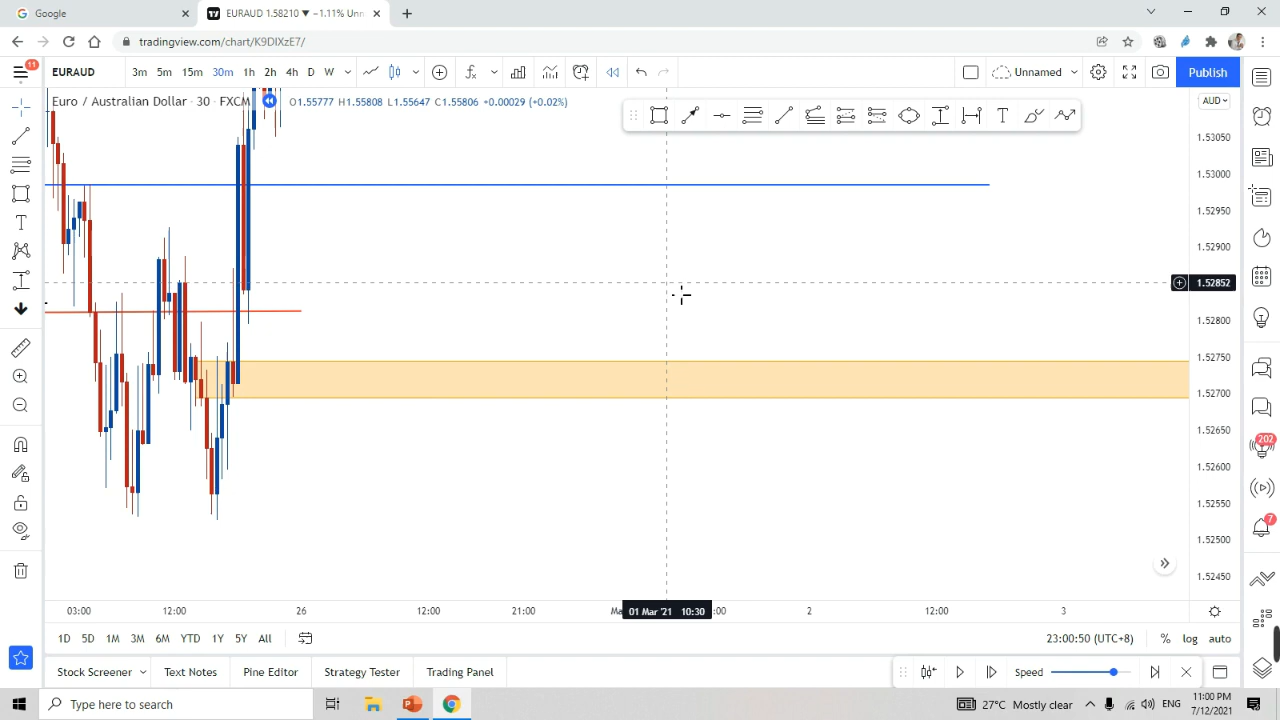 Google
EURAUD 1.58210 ▼ −1.11% Unn
tradingview.com/chart/K9DIXzE7/
11
EURAUD
3m 5m 15m 30m 1h 2h 4h D W
Unnamed
Publish
Euro / Australian Dollar · 30 · FXCM
O1.55777 H1.55808 L1.55647 C1.55806 +0.00029 (+0.02%)
AUD
1.53050
1.53000
1.52950
1.52900
1.52852
1.52800
1.52750
1.52700
1.52650
1.52600
1.52550
1.52500
1.52450
202
7
03:00 12:00 26 12:00 21:00 Ma 01 Mar '21 10:30 :00 2 12:00 3
1D 5D 1M 3M 6M YTD 1Y 5Y All
23:00:50 (UTC+8) % log auto
Stock Screener Text Notes Pine Editor Strategy Tester Trading Panel
Speed
Type here to search
27°C Mostly clear
ENG
11:00 PM
7/12/2021